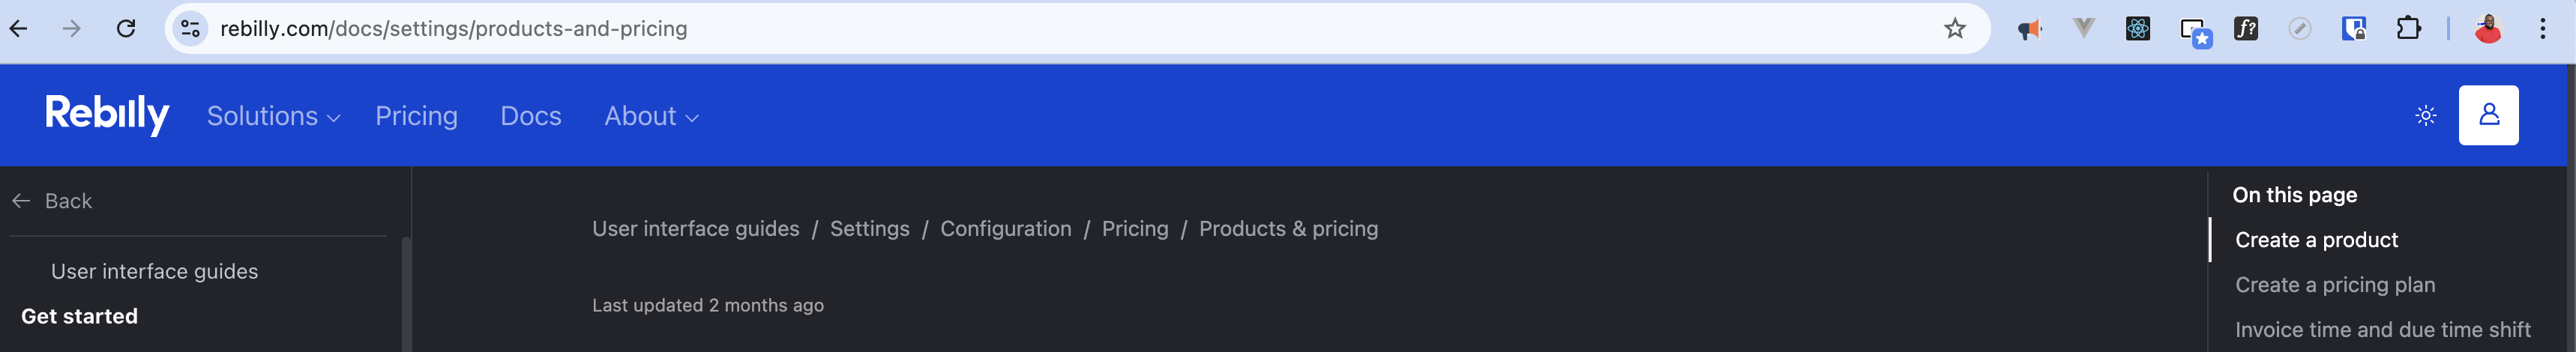 rebilly.com/docs/settings/products-and-pricing
f?
Rebilly Solutions Pricing Docs About
Back
User interface guides
Get started
User interface guides / Settings / Configuration / Pricing / Products & pricing
Last updated 2 months ago
On this page
Create a product
Create a pricing plan
Invoice time and due time shift